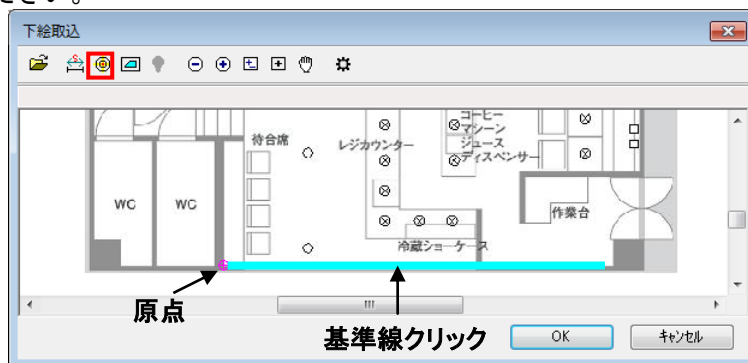 ださい。
下絵取込
待合席
レジカウンター
コーヒー
マシーン
ジュース
ディスペンサー
WC
WC
作業台
冷蔵ショーケース
原点
基準線クリック
OK
キャンセル